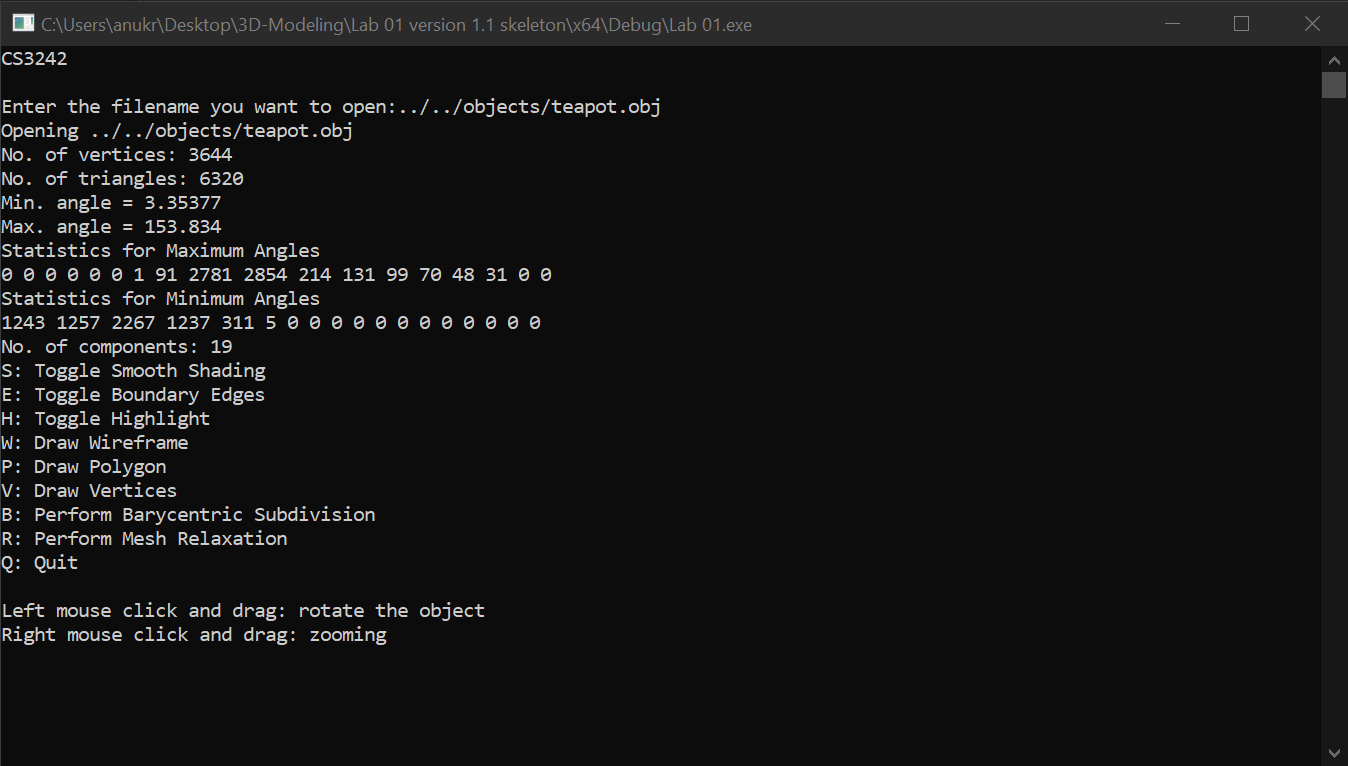 C:\Users\anukr\Desktop\3D-Modeling\Lab 01 version 1.1 skeleton\x64\Debug\Lab 01.exe
CS3242
Enter the filename you want to open:../../objects/teapot.obj
Opening ../../objects/teapot.obj
No. of vertices: 3644
No. of triangles: 6320
Min. angle = 3.35377
Max. angle = 153.834
Statistics for Maximum Angles
0 0 0 0 0 0 1 91 2781 2854 214 131 99 70 48 31 0 0
Statistics for Minimum Angles
1243 1257 2267 1237 311 5 0 0 0 0 0 0 0 0 0 0 0 0
No. of components: 19
S: Toggle Smooth Shading
E: Toggle Boundary Edges
H: Toggle Highlight
W: Draw Wireframe
P: Draw Polygon
V: Draw Vertices
B: Perform Barycentric Subdivision
R: Perform Mesh Relaxation
Q: Quit
Left mouse click and drag: rotate the object
Right mouse click and drag: zooming